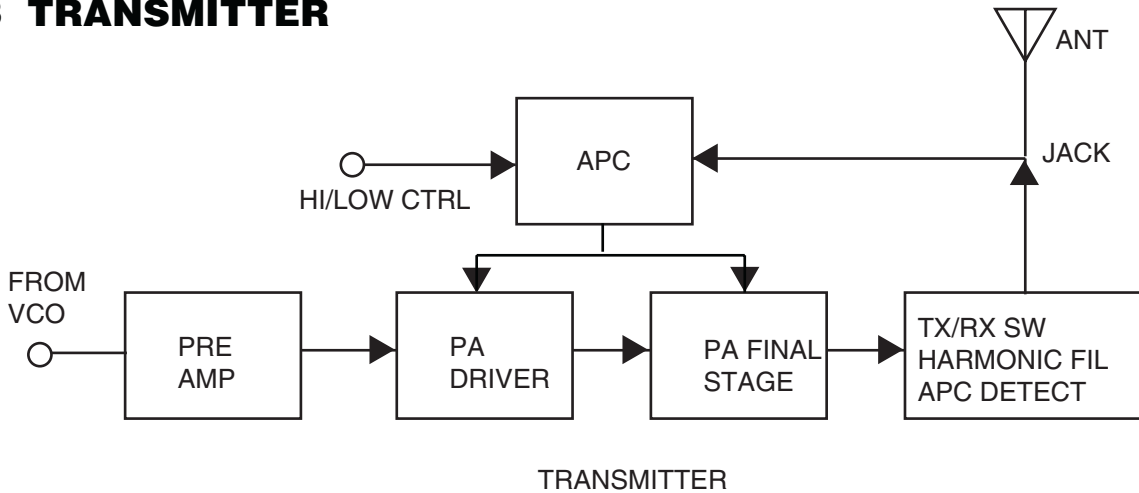 TRANSMITTER
ANT
APC
JACK
HI/LOW CTRL
FROM
VCO
PRE
AMP
PA
DRIVER
PA FINAL
STAGE
TX/RX SW
HARMONIC FIL
APC DETECT
TRANSMITTER